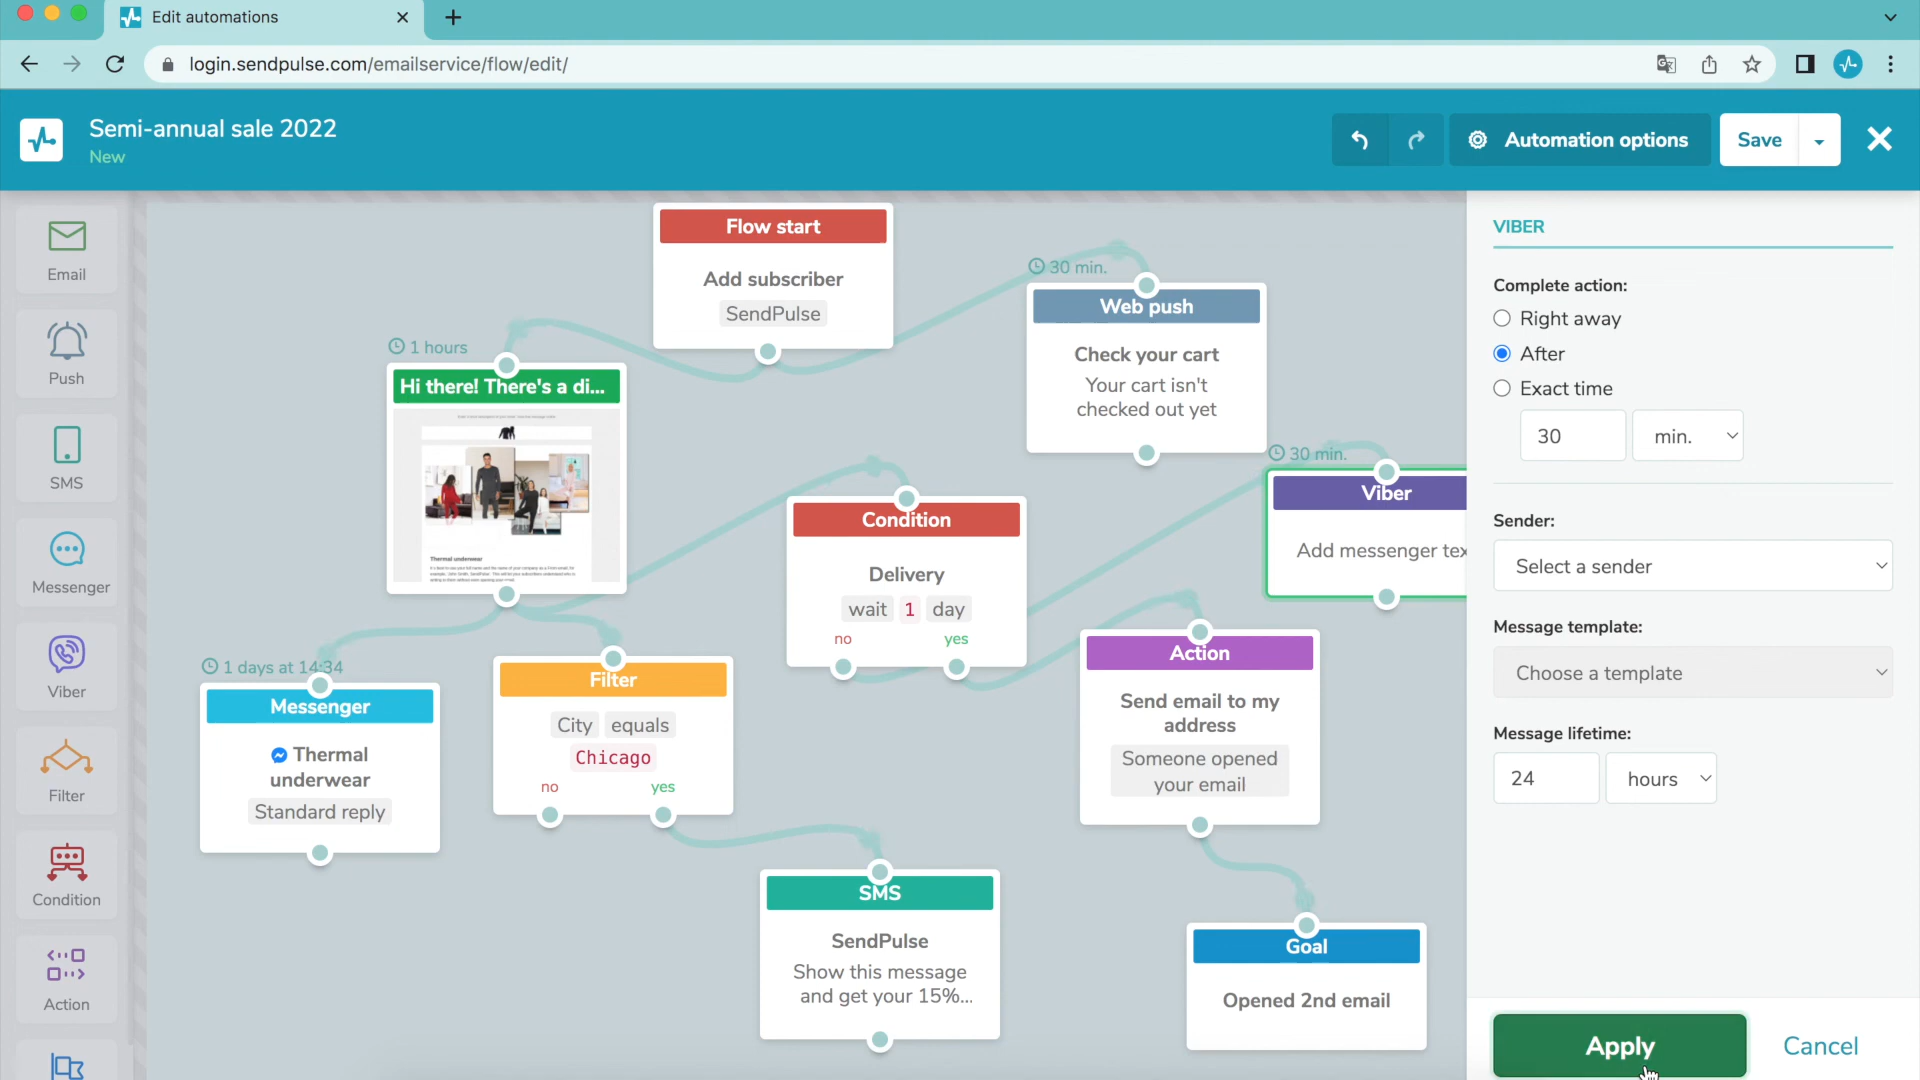 Edit automations
login.sendpulse.com/emailservice/flow/edit/
Semi-annual sale 2022
New
Automation options
Save
Email
Push
SMS
Messenger
Viber
Filter
Condition
Action
Flow start
Add subscriber
SendPulse
1 hours
Hi there! There's a di...
Thermal underwear
30 min.
Web push
Check your cart
Your cart isn't
checked out yet
Condition
Delivery
wait 1 day
no yes
30 min.
Viber
Add messenger tex
1 days at 14:34
Messenger
Thermal
underwear
Standard reply
Filter
City equals
Chicago
no yes
Action
Send email to my
address
Someone opened
your email
SMS
SendPulse
Show this message
and get your 15%...
Goal
Opened 2nd email
VIBER
Complete action:
Right away
After
Exact time
30 min.
Sender:
Select a sender
Message template:
Choose a template
Message lifetime:
24 hours
Apply
Cancel